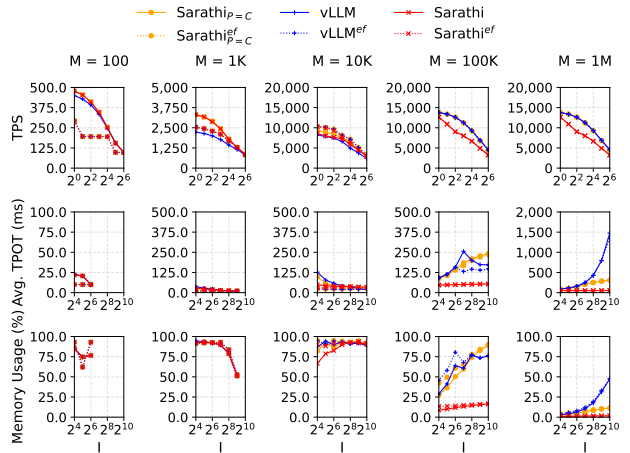 Sarathi_{P=C} vLLM Sarathi
Sarathi^{ef}_{P=C} vLLM^{ef} Sarathi^{ef}
M = 100 M = 1K M = 10K M = 100K M = 1M
TPS
500.0 375.0 250.0 125.0 0.0
2^0 2^2 2^4 2^6
5,000 3,750 2,500 1,250 0.0
2^0 2^2 2^4 2^6
20,000 15,000 10,000 5,000 0.0
2^0 2^2 2^4 2^6
20,000 15,000 10,000 5,000 0.0
2^0 2^2 2^4 2^6
20,000 15,000 10,000 5,000 0.0
2^0 2^2 2^4 2^6
Avg. TPOT (ms)
100.0 75.0 50.0 25.0 0.0
2^4 2^6 2^8 2^10
500.0 375.0 250.0 125.0 0.0
2^4 2^6 2^8 2^10
500.0 375.0 250.0 125.0 0.0
2^4 2^6 2^8 2^10
500.0 375.0 250.0 125.0 0.0
2^4 2^6 2^8 2^10
2,000 1,500 1,000 500.0 0.0
2^4 2^6 2^8 2^10
Memory Usage (%)
100.0 75.0 50.0 25.0 0.0
2^4 2^6 2^8 2^10
100.0 75.0 50.0 25.0 0.0
2^4 2^6 2^8 2^10
100.0 75.0 50.0 25.0 0.0
2^4 2^6 2^8 2^10
100.0 75.0 50.0 25.0 0.0
2^4 2^6 2^8 2^10
100.0 75.0 50.0 25.0 0.0
2^4 2^6 2^8 2^10
I I I I I